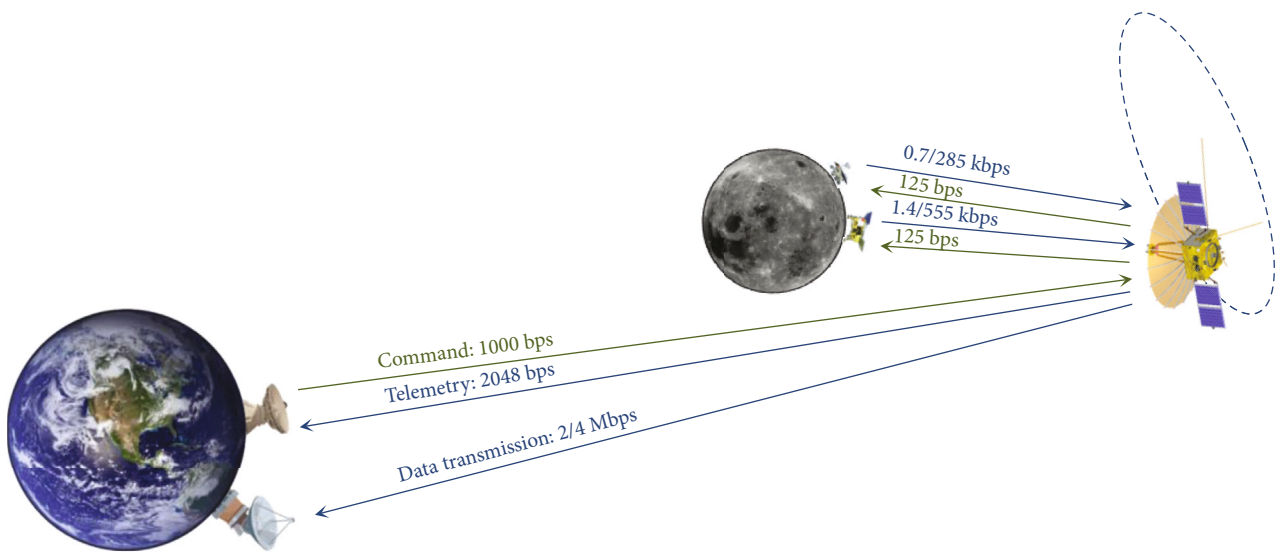 0.7/285 kbps
125 bps
1.4/555 kbps
125 bps
Command: 1000 bps
Telemetry: 2048 bps
Data transmission: 2/4 Mbps